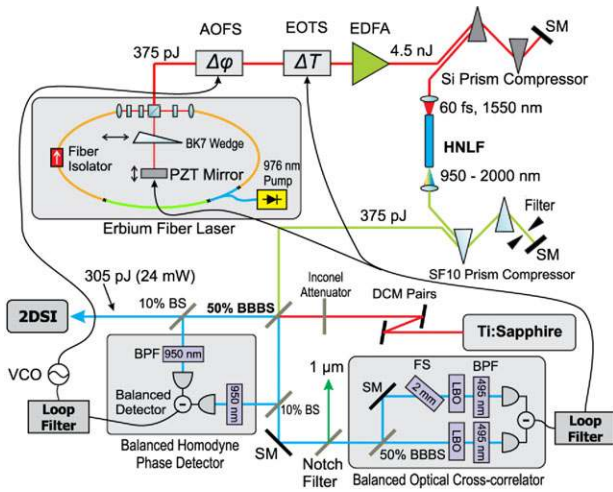 AOFS
EOTS
EDFA
SM
375 pJ
Δφ
ΔT
4.5 nJ
Si Prism Compressor
60 fs, 1550 nm
BK7 Wedge
HNLF
Fiber
Isolator
PZT Mirror
976 nm
Pump
950 - 2000 nm
Erbium Fiber Laser
375 pJ
Filter
SM
SF10 Prism Compressor
305 pJ (24 mW)
Inconel
Attenuator
DCM Pairs
10% BS
50% BBBS
2DSI
Ti:Sapphire
BPF
950 nm
1 μm
FS
BPF
VCO
Balanced
Detector
950 nm
SM
2 mm
LBO
495 nm
10% BS
Loop
Filter
Loop
Filter
LBO
495 nm
Balanced Homodyne
Phase Detector
SM
Notch
Filter
50% BBBS
Balanced Optical Cross-correlator